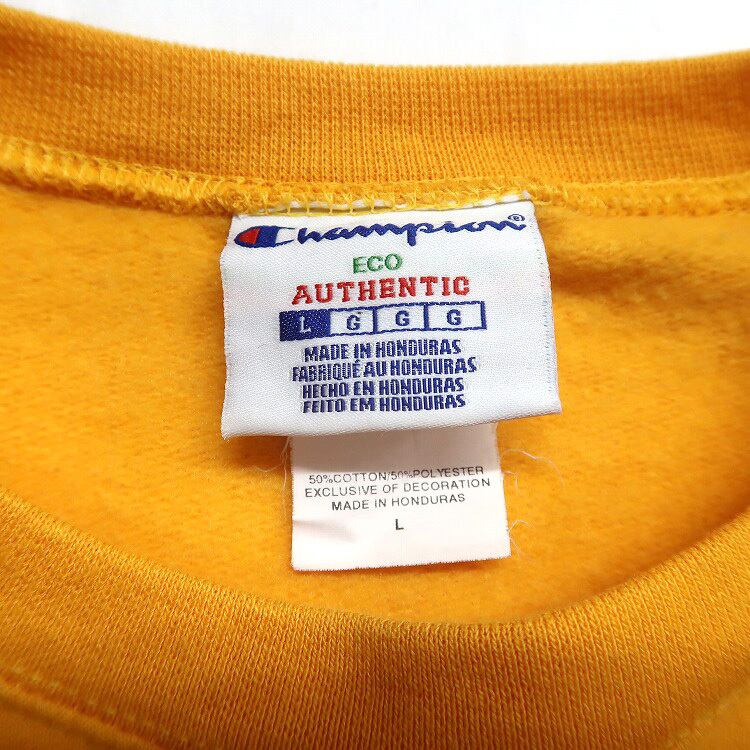 Champion®
ECO
AUTHENTIC
L G G G
MADE IN HONDURAS
FABRIQUÉ AU HONDURAS
HECHO EN HONDURAS
FEITO EM HONDURAS
50%COTTON/50%POLYESTER
EXCLUSIVE OF DECORATION
MADE IN HONDURAS
L